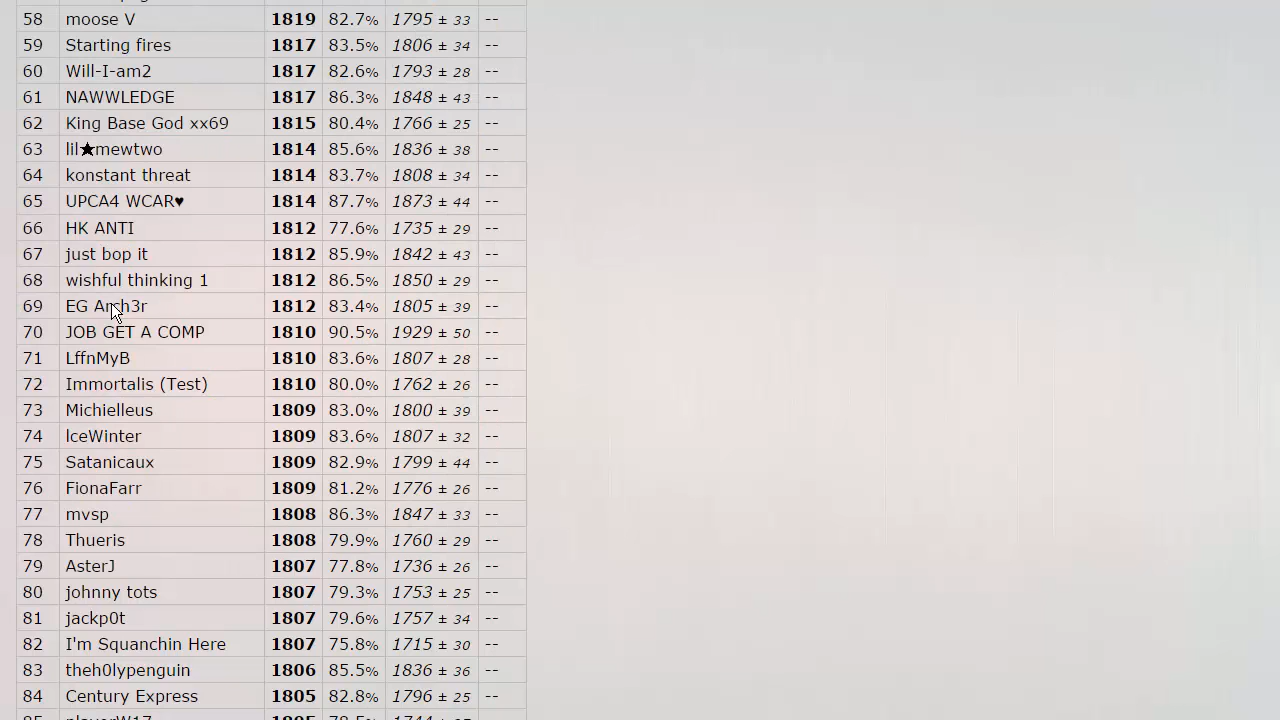 58 moose V 1819 82.7% 1795 ± 33 --
59 Starting fires 1817 83.5% 1806 ± 34 --
60 Will-I-am2 1817 82.6% 1793 ± 28 --
61 NAWWLEDGE 1817 86.3% 1848 ± 43 --
62 King Base God xx69 1815 80.4% 1766 ± 25 --
63 lil★mewtwo 1814 85.6% 1836 ± 38 --
64 konstant threat 1814 83.7% 1808 ± 34 --
65 UPCA4 WCAR♥ 1814 87.7% 1873 ± 44 --
66 HK ANTI 1812 77.6% 1735 ± 29 --
67 just bop it 1812 85.9% 1842 ± 43 --
68 wishful thinking 1 1812 86.5% 1850 ± 29 --
69 EG Arch3r 1812 83.4% 1805 ± 39 --
70 JOB GET A COMP 1810 90.5% 1929 ± 50 --
71 LffnMyB 1810 83.6% 1807 ± 28 --
72 Immortalis (Test) 1810 80.0% 1762 ± 26 --
73 Michielleus 1809 83.0% 1800 ± 39 --
74 IceWinter 1809 83.6% 1807 ± 32 --
75 Satanicaux 1809 82.9% 1799 ± 44 --
76 FionaFarr 1809 81.2% 1776 ± 26 --
77 mvsp 1808 86.3% 1847 ± 33 --
78 Thueris 1808 79.9% 1760 ± 29 --
79 AsterJ 1807 77.8% 1736 ± 26 --
80 johnny tots 1807 79.3% 1753 ± 25 --
81 jackp0t 1807 79.6% 1757 ± 34 --
82 I'm Squanchin Here 1807 75.8% 1715 ± 30 --
83 theh0lypenguin 1806 85.5% 1836 ± 36 --
84 Century Express 1805 82.8% 1796 ± 25 --